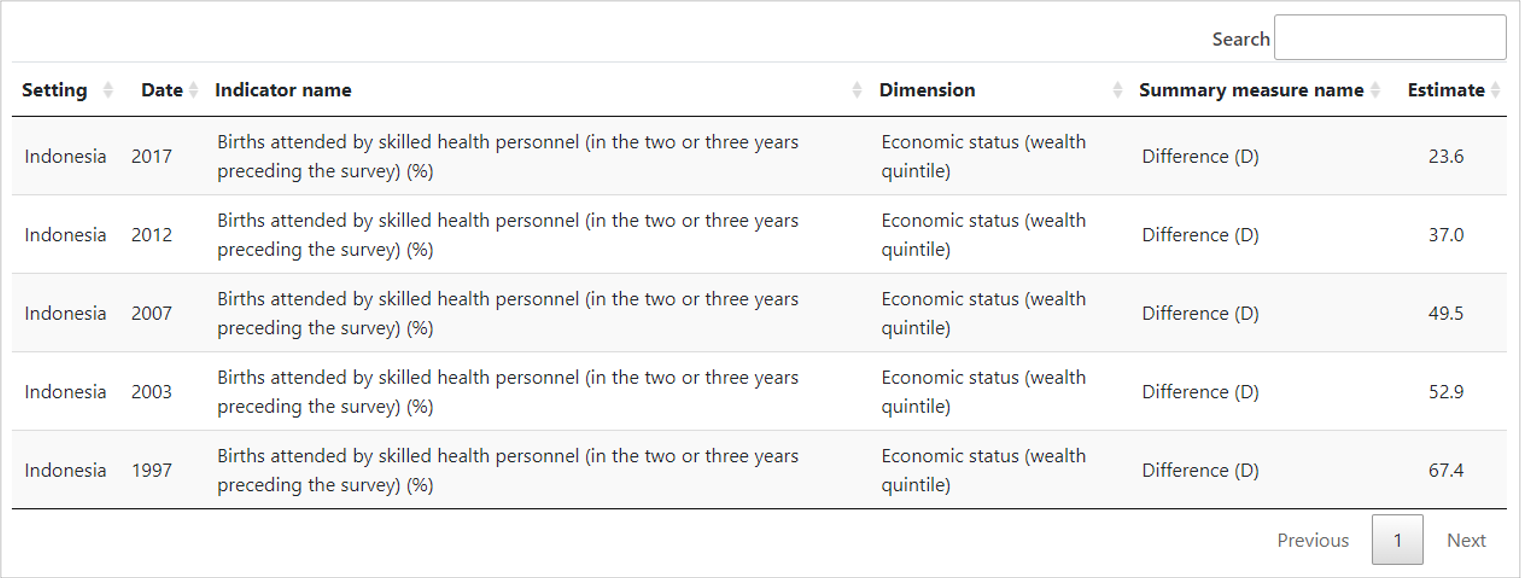 Search
Setting Date Indicator name Dimension Summary measure name Estimate
Births attended by skilled health personnel (in the two or three years Economic status (wealth
Indonesia 2017 Difference (D) 23.6
preceding the survey) (%) quintile)
Births attended by skilled health personnel (in the two or three years Economic status (wealth
Indonesia 2012 Difference (D) 37.0
preceding the survey) (%) quintile)
Births attended by skilled health personnel (in the two or three years Economic status (wealth
Indonesia 2007 Difference (D) 49.5
preceding the survey) (%) quintile)
Births attended by skilled health personnel (in the two or three years Economic status (wealth
Indonesia 2003 Difference (D) 52.9
preceding the survey) (%) quintile)
Births attended by skilled health personnel (in the two or three years Economic status (wealth
Indonesia 1997 Difference (D) 67.4
preceding the survey) (%) quintile)
Previous 1 Next